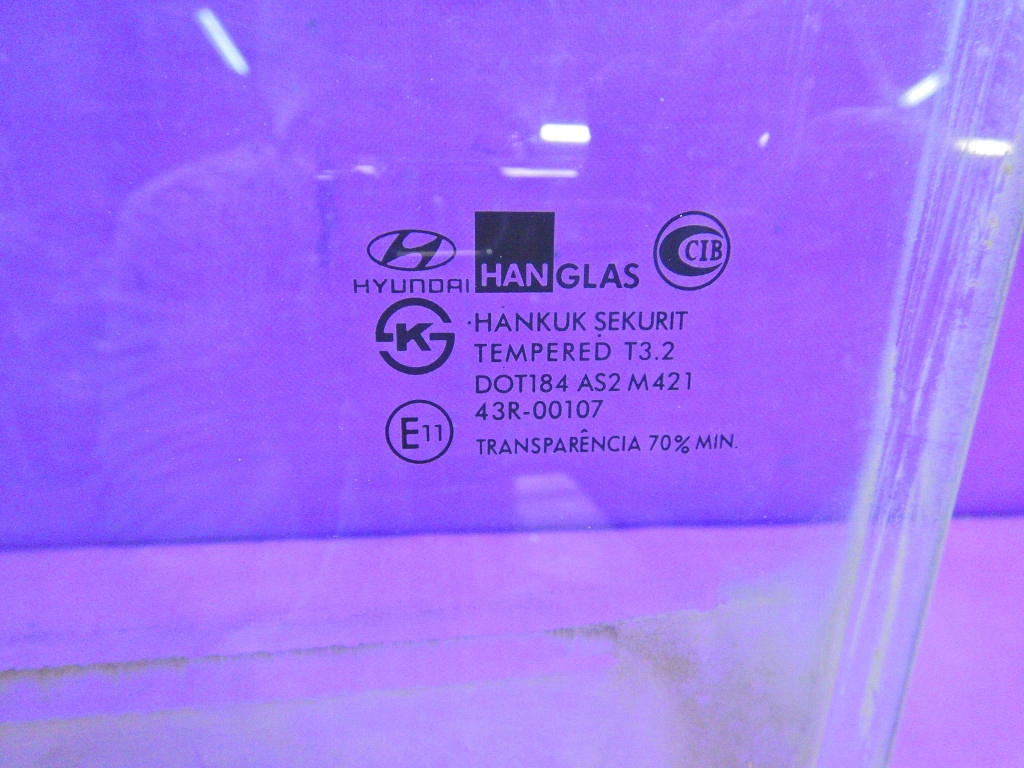 HYUNDAI HANGLAS CIB
K
HANKUK SEKURIT
TEMPERED T3.2
DOT184 AS2 M421
43R-00107
E11
TRANSPARÊNCIA 70% MIN.